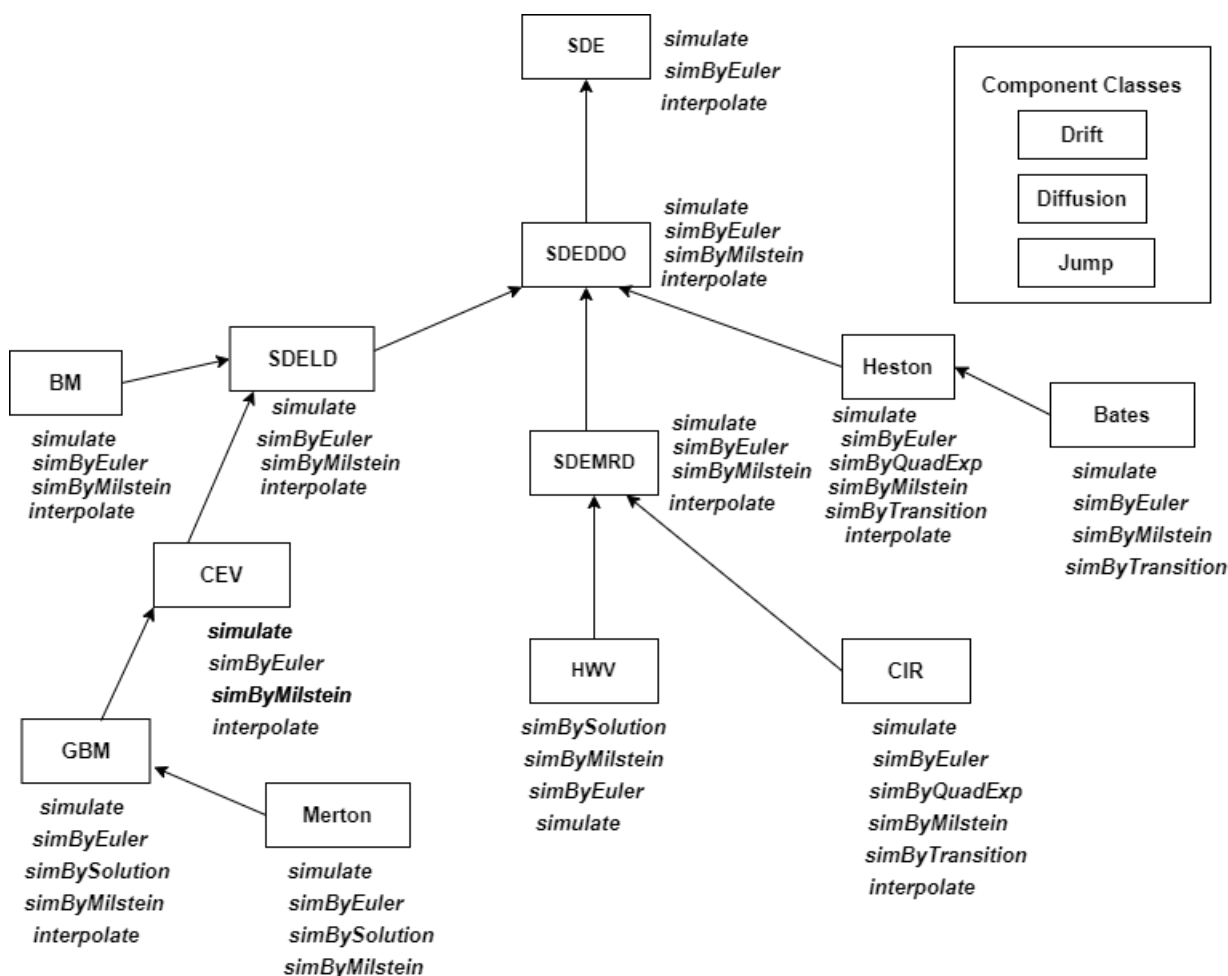 SDE
simulate
simByEuler
interpolate
Component Classes
Drift
Diffusion
Jump
SDEDDO
simulate
simByEuler
simByMilstein
interpolate
BM
simulate
simByEuler
simByMilstein
interpolate
SDELD
simulate
simByEuler
simByMilstein
interpolate
SDEMRD
simulate
simByEuler
simByMilstein
interpolate
Heston
simulate
simByEuler
simByQuadExp
simByMilstein
simByTransition
interpolate
Bates
simulate
simByEuler
simByMilstein
simByTransition
CEV
simulate
simByEuler
simByMilstein
interpolate
GBM
simulate
simByEuler
simBySolution
simByMilstein
interpolate
Merton
simulate
simByEuler
simBySolution
simByMilstein
HWV
simBySolution
simByMilstein
simByEuler
simulate
CIR
simulate
simByEuler
simByQuadExp
simByMilstein
simByTransition
interpolate